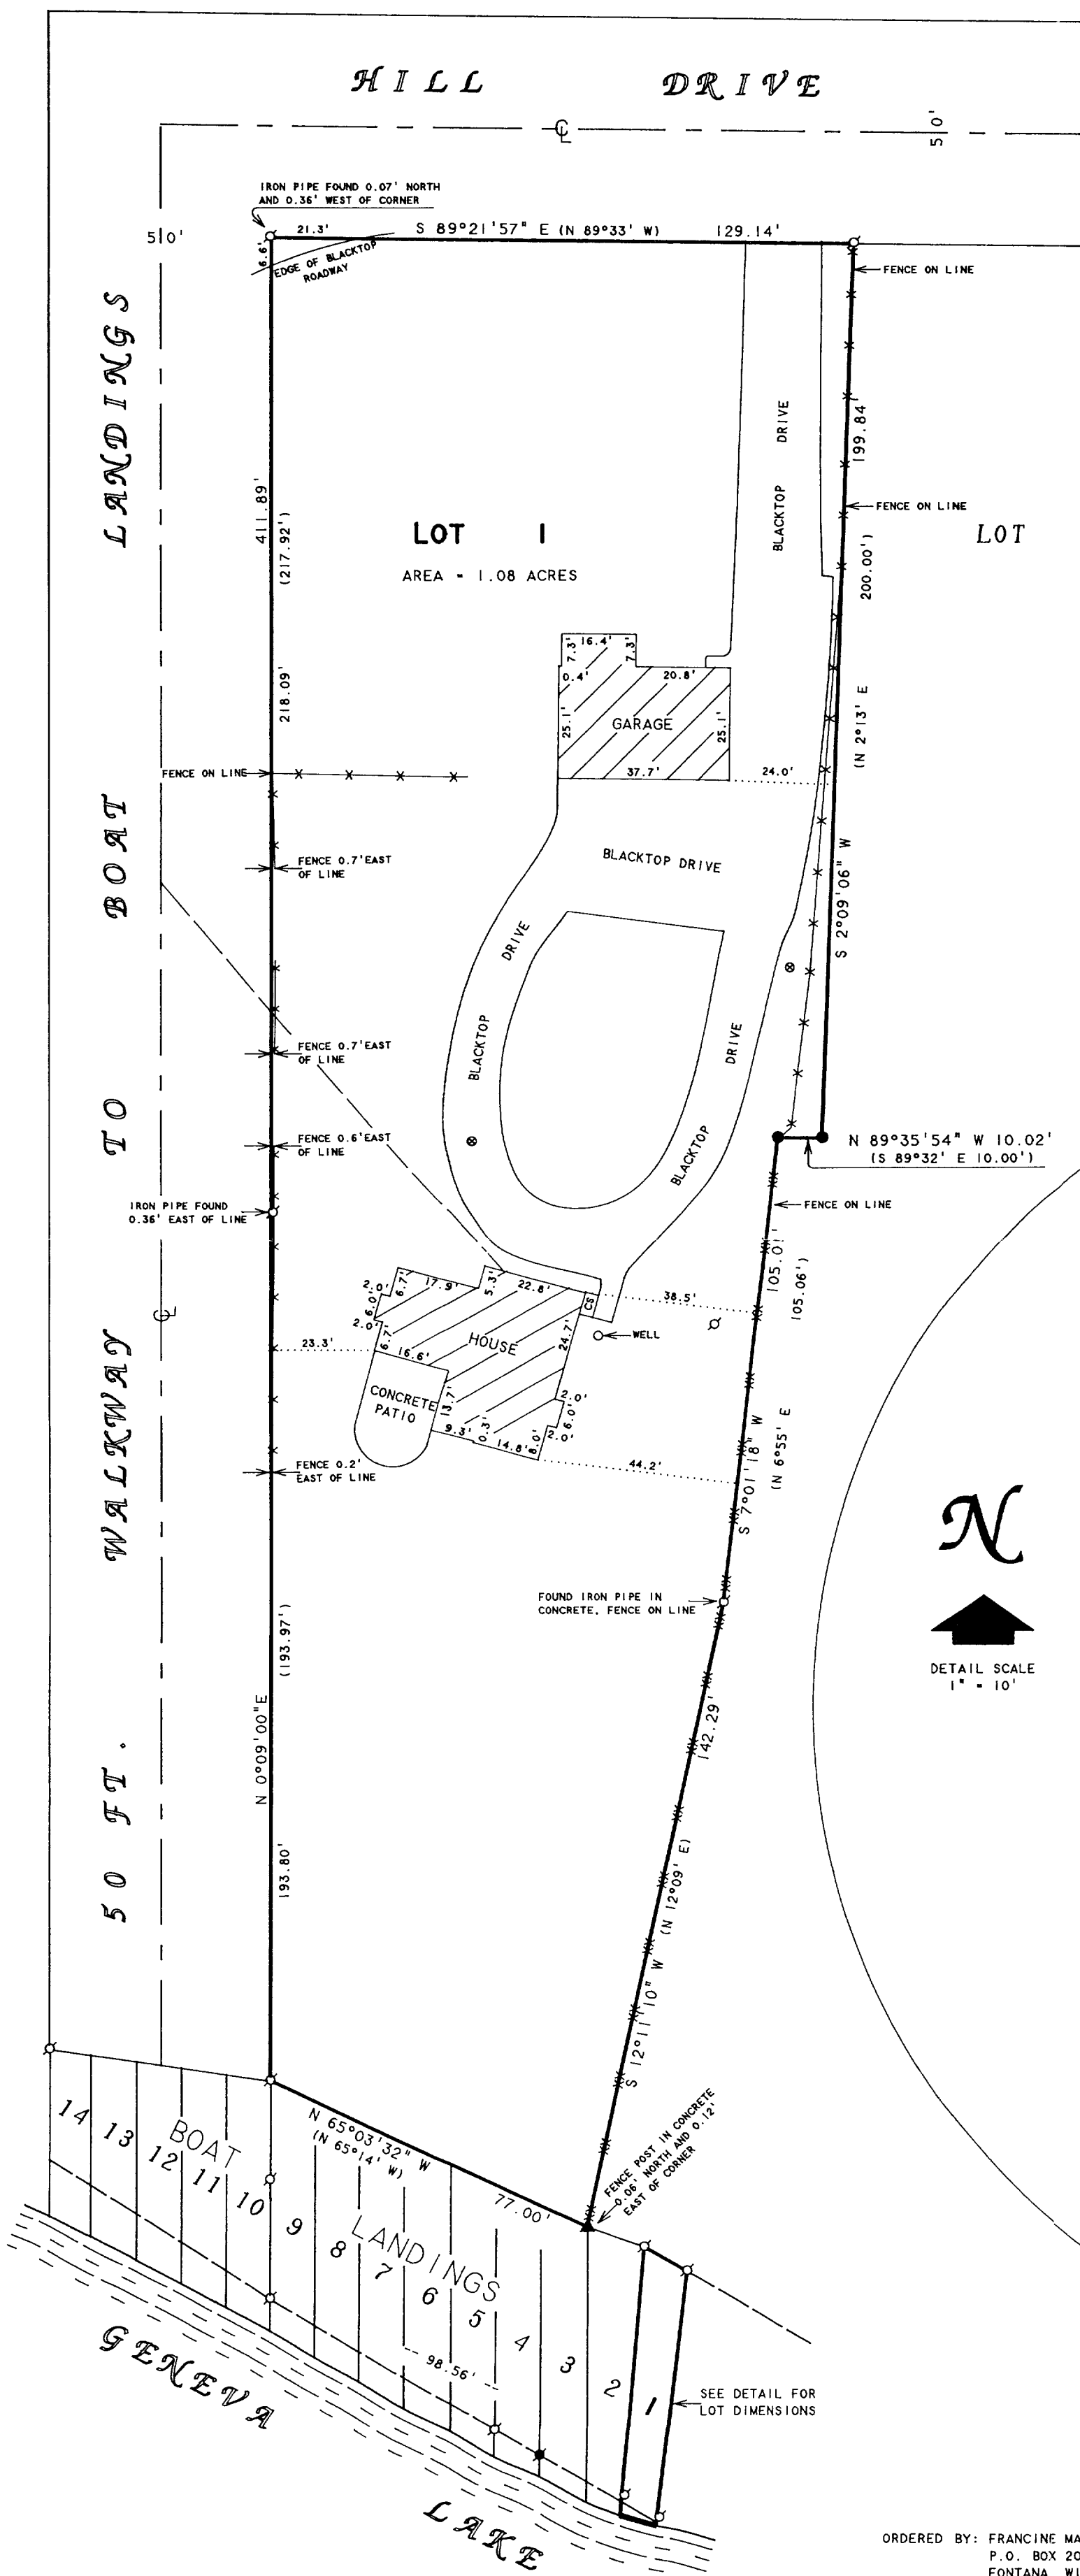 HILL DRIVE
℄
50'
IRON PIPE FOUND 0.07' NORTH
AND 0.36' WEST OF CORNER
50'
21.3'
S 89°21'57" E (N 89°33' W)
129.14'
6.6'
EDGE OF BLACKTOP
ROADWAY
FENCE ON LINE
50 FT. WALKWAY TO BOAT LANDINGS
BLACKTOP DRIVE
199.84'
411.89'
(217.92')
LOT 1
AREA = 1.08 ACRES
FENCE ON LINE
LOT
200.00')
218.09'
7.3'
16.4'
7.3'
0.4'
20.8'
25.1'
GARAGE
25.1'
37.7'
24.0'
(N 2°13' E
FENCE ON LINE
BLACKTOP DRIVE
FENCE 0.7' EAST
OF LINE
S 2°09'06" W
BLACKTOP DRIVE
BLACKTOP DRIVE
FENCE 0.7' EAST
OF LINE
FENCE 0.6' EAST
OF LINE
N 89°35'54" W 10.02'
(S 89°32' E 10.00')
IRON PIPE FOUND
0.36' EAST OF LINE
FENCE ON LINE
105.01'
105.06')
℄
2.0'
6.0'
2.0'
6.7'
17.9'
5.3'
22.8'
CS
38.5'
WELL
23.3'
6.7'
16.6'
HOUSE
24.7'
CONCRETE
PATIO
13.7'
9.3'
0.3'
14.8'
8.0'
2.0'
6.0'
2.0'
44.2'
S 7°01'18" W
(N 6°55' E
FENCE 0.2'
EAST OF LINE
N
DETAIL SCALE
1" = 10'
FOUND IRON PIPE IN
CONCRETE, FENCE ON LINE
(193.97')
N 0°09'00"E
193.80'
142.29'
S 12°11'10" W (N 12°09' E)
FENCE POST IN CONCRETE
0.06' NORTH AND 0.12'
EAST OF CORNER
N 65°03'32" W
(N 65°14' W)
77.00'
BOAT LANDINGS
14 13 12 11 10 9 8 7 6 5 4 3 2 1
98.56'
SEE DETAIL FOR
LOT DIMENSIONS
GENEVA LAKE
ORDERED BY: FRANCINE MA
P.O. BOX 20
FONTANA, WI